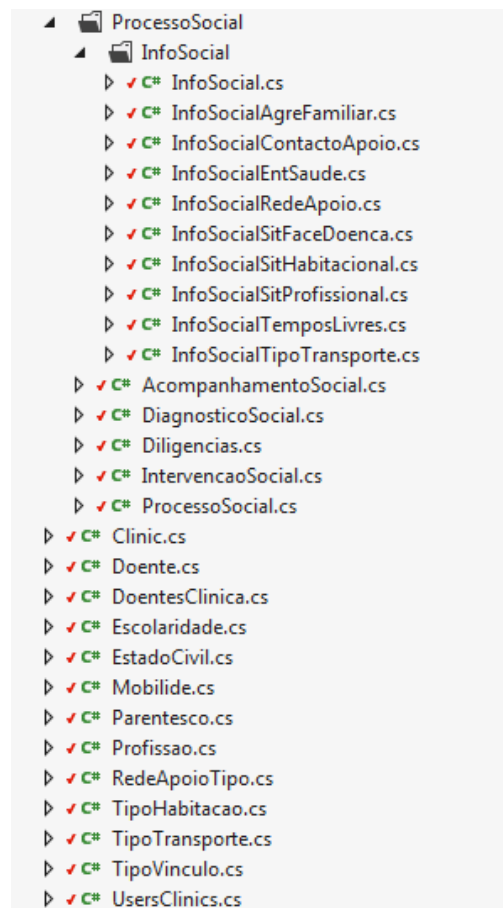 ProcessoSocial
InfoSocial
C# InfoSocial.cs
C# InfoSocialAgreFamiliar.cs
C# InfoSocialContactoApoio.cs
C# InfoSocialEntSaude.cs
C# InfoSocialRedeApoio.cs
C# InfoSocialSitFaceDoenca.cs
C# InfoSocialSitHabitacional.cs
C# InfoSocialSitProfissional.cs
C# InfoSocialTemposLivres.cs
C# InfoSocialTipoTransporte.cs
C# AcompanhamentoSocial.cs
C# DiagnosticoSocial.cs
C# Diligencias.cs
C# IntervencaoSocial.cs
C# ProcessoSocial.cs
C# Clinic.cs
C# Doente.cs
C# DoentesClinica.cs
C# Escolaridade.cs
C# EstadoCivil.cs
C# Mobilide.cs
C# Parentesco.cs
C# Profissao.cs
C# RedeApoioTipo.cs
C# TipoHabitacao.cs
C# TipoTransporte.cs
C# TipoVinculo.cs
C# UsersClinics.cs